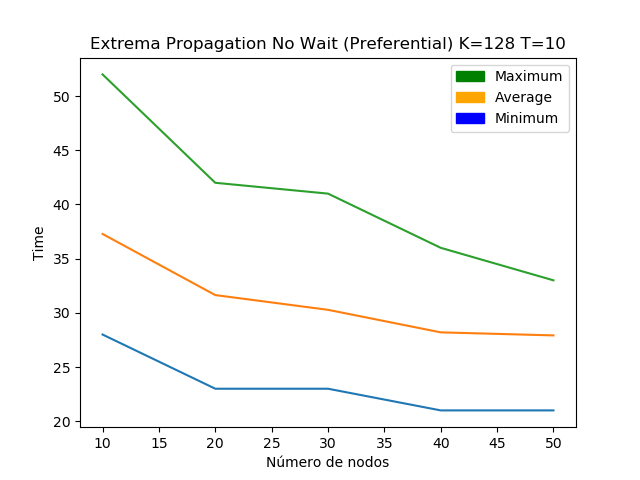 Extrema Propagation No Wait (Preferential) K=128 T=10
Maximum
Average
Minimum
50
45
40
35
30
25
20
Time
10 15 20 25 30 35 40 45 50
Número de nodos